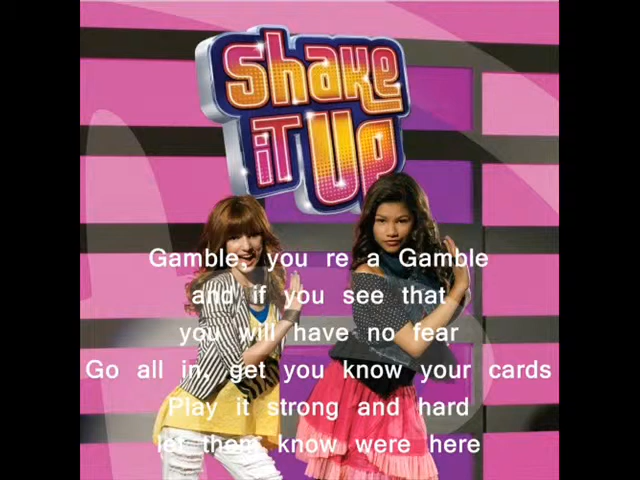 Shake
iT Up
Gamble, you re a Gamble
and if you see that
you will have no fear
Go all in, get you know your cards
Play it strong and hard
let them know were here